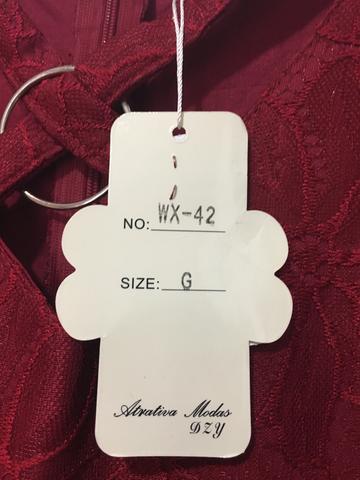 NO: WX-42
SIZE: G
Atrativa Modas
DZY